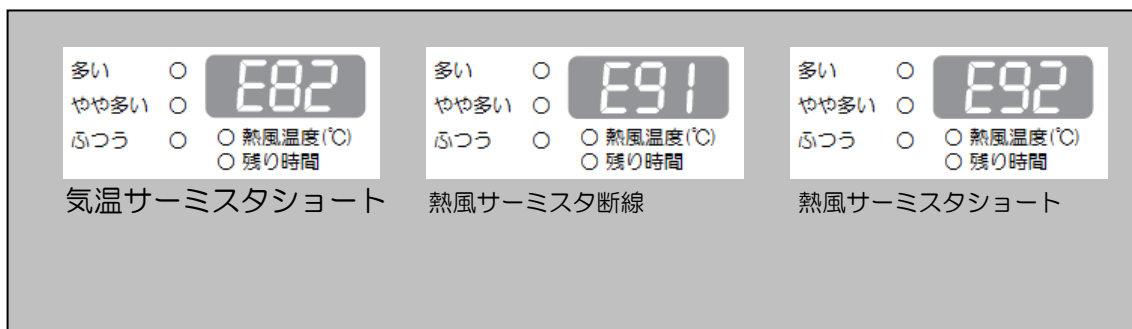 多い
やや多い
ふつう
E82
熱風温度(℃)
残り時間
気温サーミスタショート
多い
やや多い
ふつう
E91
熱風温度(℃)
残り時間
熱風サーミスタ断線
多い
やや多い
ふつう
E92
熱風温度(℃)
残り時間
熱風サーミスタショート